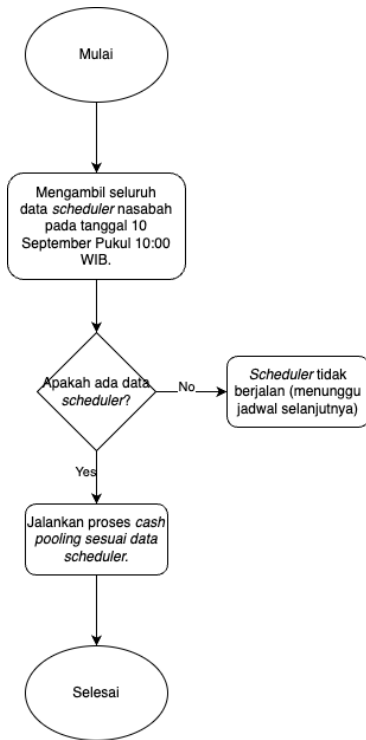 Mulai
Mengambil seluruh
data scheduler nasabah
pada tanggal 10
September Pukul 10:00
WIB.
Apakah ada data
scheduler?
No
Scheduler tidak
berjalan (menunggu
jadwal selanjutnya)
Yes
Jalankan proses cash
pooling sesuai data
scheduler.
Selesai